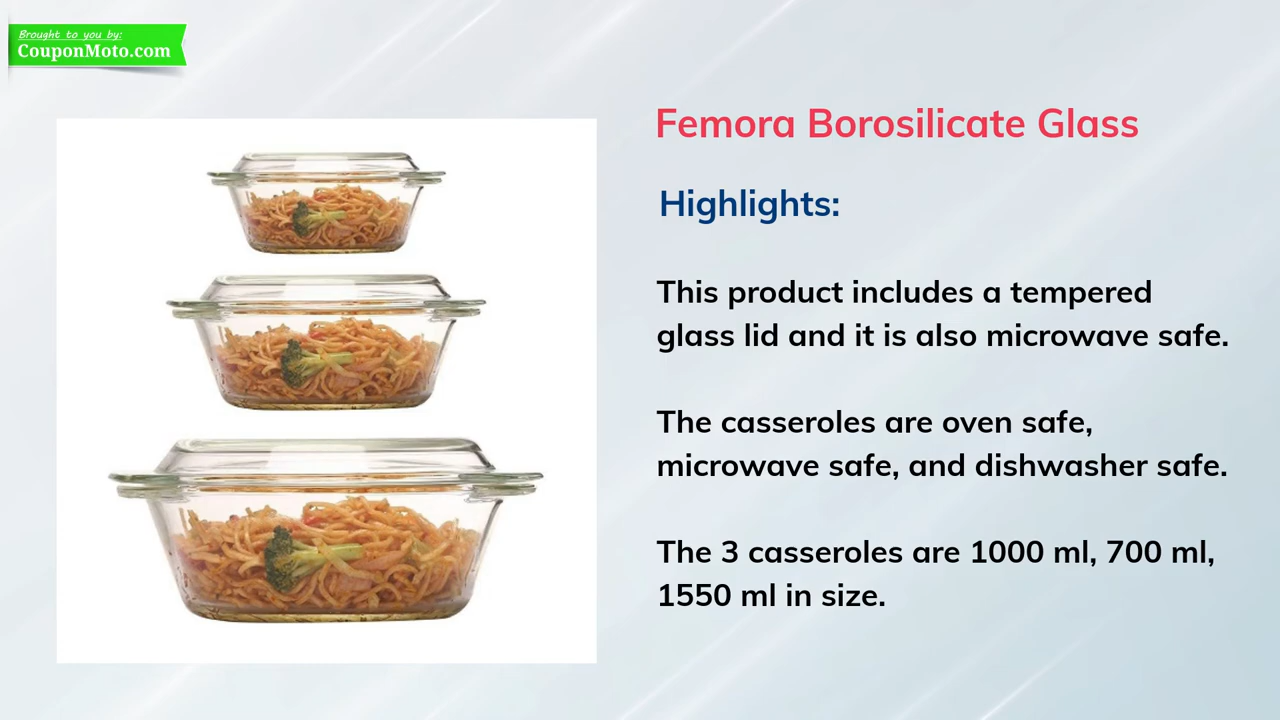 Brought to you by:
CouponMoto.com
Femora Borosilicate Glass
Highlights:
This product includes a tempered
glass lid and it is also microwave safe.
The casseroles are oven safe,
microwave safe, and dishwasher safe.
The 3 casseroles are 1000 ml, 700 ml,
1550 ml in size.